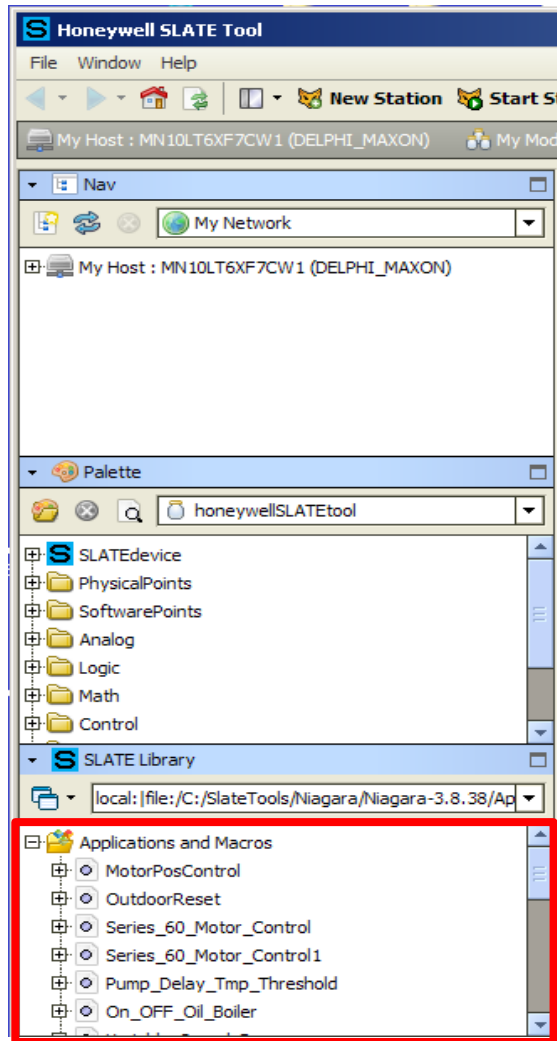 Honeywell SLATE Tool
File Window Help
New Station Start S
My Host : MN10LT6XF7CW1 (DELPHI_MAXON) My Mod
Nav
My Network
My Host : MN10LT6XF7CW1 (DELPHI_MAXON)
Palette
honeywellSLATEtool
SLATEdevice
PhysicalPoints
SoftwarePoints
Analog
Logic
Math
Control
SLATE Library
local:|file:/C:/SlateTools/Niagara/Niagara-3.8.38/Ap
Applications and Macros
MotorPosControl
OutdoorReset
Series_60_Motor_Control
Series_60_Motor_Control1
Pump_Delay_Tmp_Threshold
On_OFF_Oil_Boiler